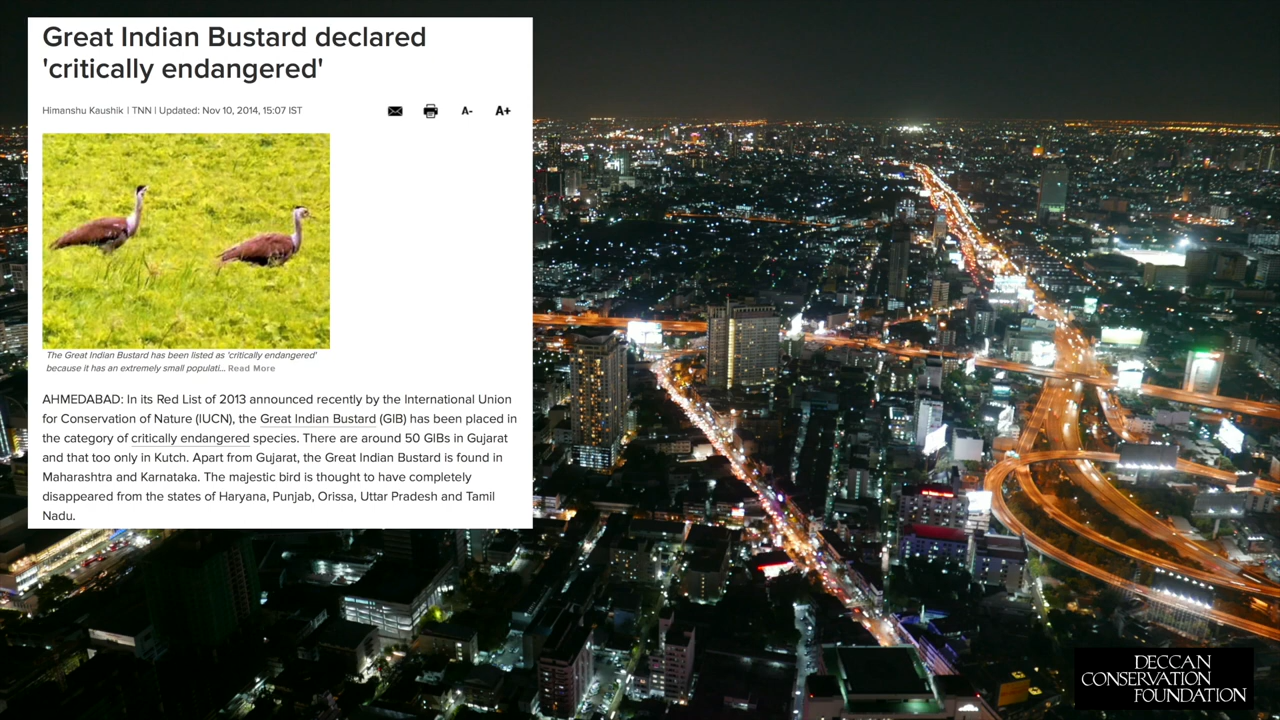 Great Indian Bustard declared
'critically endangered'
Himanshu Kaushik | TNN | Updated: Nov 10, 2014, 15:07 IST
A-
A+
The Great Indian Bustard has been listed as 'critically endangered'
because it has an extremely small populati... Read More
AHMEDABAD: In its Red List of 2013 announced recently by the International Union
for Conservation of Nature (IUCN), the Great Indian Bustard (GIB) has been placed in
the category of critically endangered species. There are around 50 GIBs in Gujarat
and that too only in Kutch. Apart from Gujarat, the Great Indian Bustard is found in
Maharashtra and Karnataka. The majestic bird is thought to have completely
disappeared from the states of Haryana, Punjab, Orissa, Uttar Pradesh and Tamil
Nadu.
DECCAN
CONSERVATION
FOUNDATION